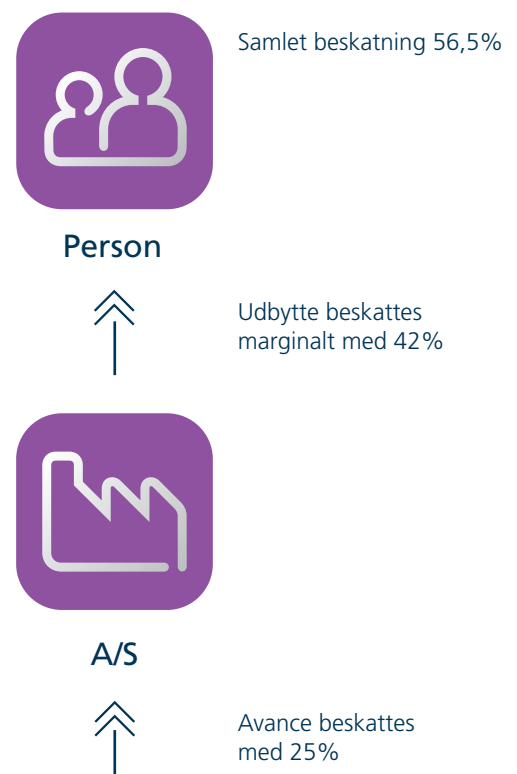 Samlet beskatning 56,5%
Person
Udbytte beskattes
marginalt med 42%
A/S
Avance beskattes
med 25%